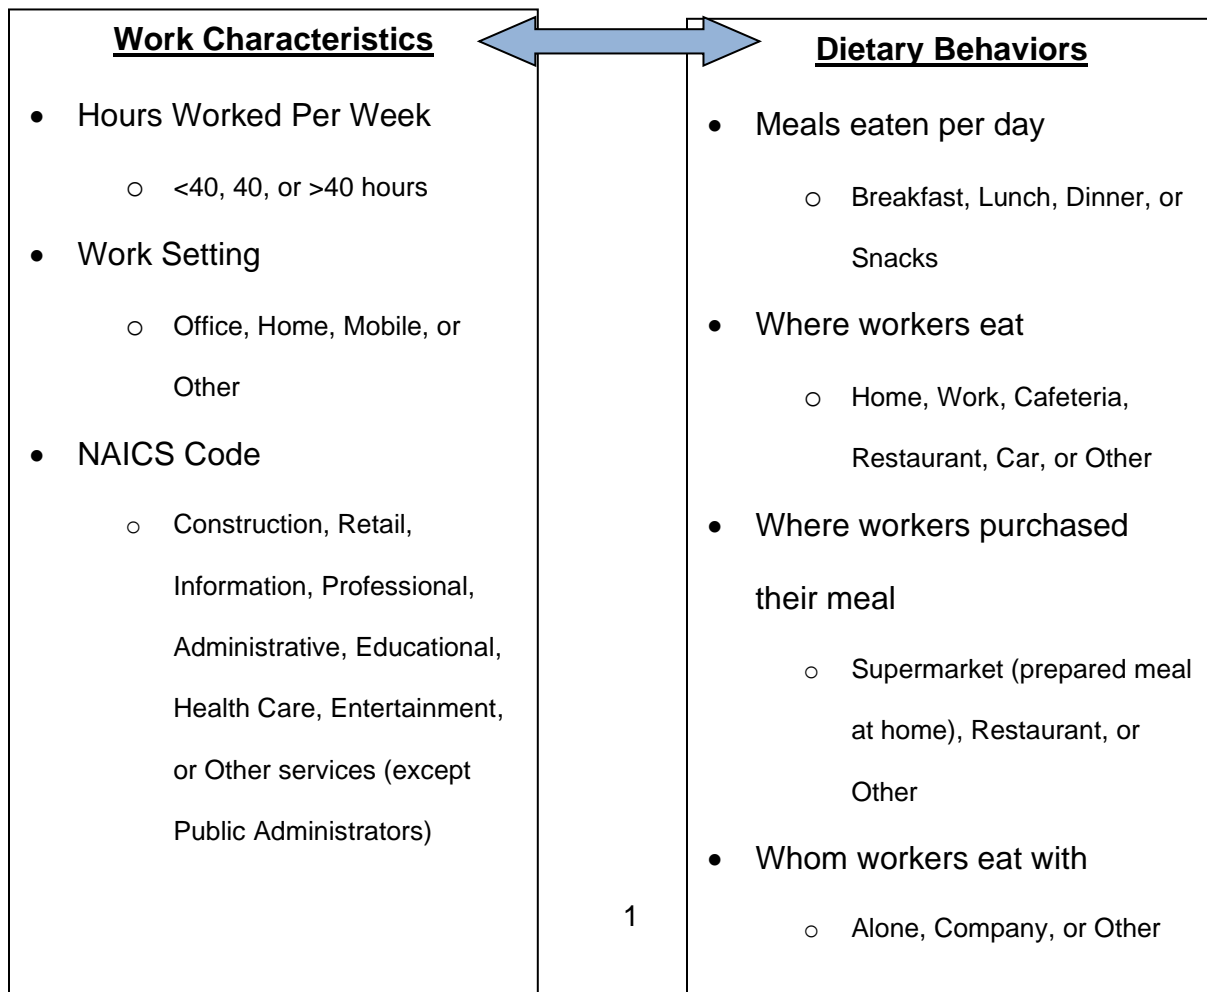 Work Characteristics
• Hours Worked Per Week
o <40, 40, or >40 hours
• Work Setting
o Office, Home, Mobile, or
Other
• NAICS Code
o Construction, Retail,
Information, Professional,
Administrative, Educational,
Health Care, Entertainment,
or Other services (except
Public Administrators)
Dietary Behaviors
• Meals eaten per day
o Breakfast, Lunch, Dinner, or
Snacks
• Where workers eat
o Home, Work, Cafeteria,
Restaurant, Car, or Other
• Where workers purchased
their meal
o Supermarket (prepared meal
at home), Restaurant, or
Other
• Whom workers eat with
o Alone, Company, or Other
1